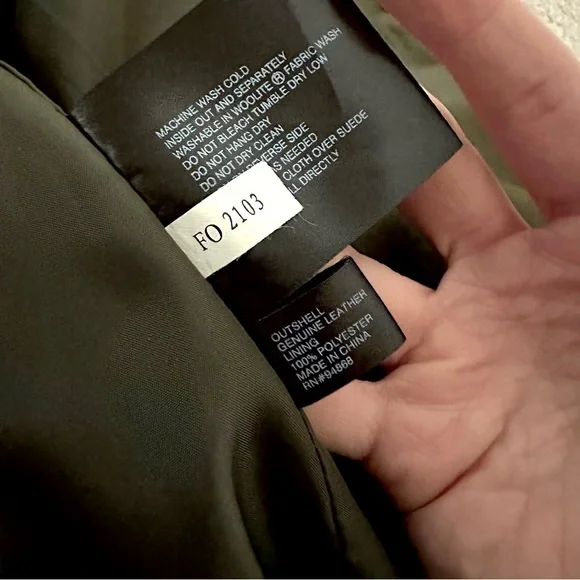 MACHINE WASH COLD
INSIDE OUT AND SEPARATELY
WASHABLE IN WOOLITE ® FABRIC WASH
DO NOT BLEACH TUMBLE DRY LOW
DO NOT HANG DRY
DO NOT DRY CLEAN
REVERSE SIDE
AS NEEDED
CLOTH OVER SUEDE
DIRECTLY
FO 2103
OUTSHELL
GENUINE LEATHER
LINING
100% POLYESTER
MADE IN CHINA
RN#94868